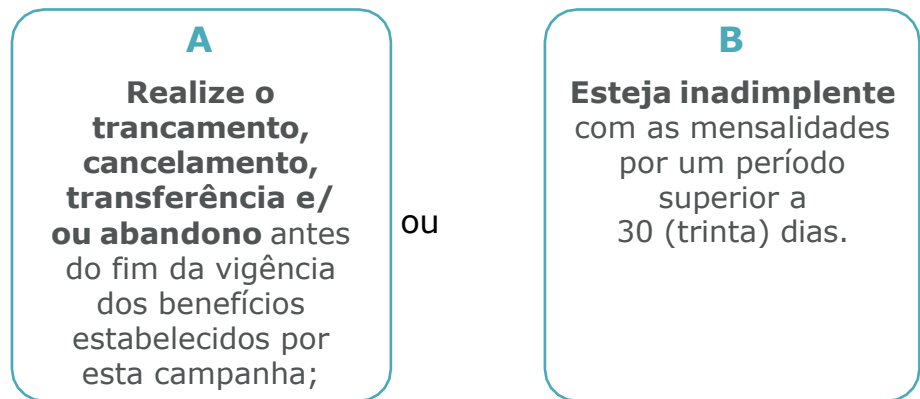 A
Realize o
trancamento,
cancelamento,
transferência e/
ou abandono antes
do fim da vigência
dos benefícios
estabelecidos por
esta campanha;
ou
B
Esteja inadimplente
com as mensalidades
por um período
superior a
30 (trinta) dias.